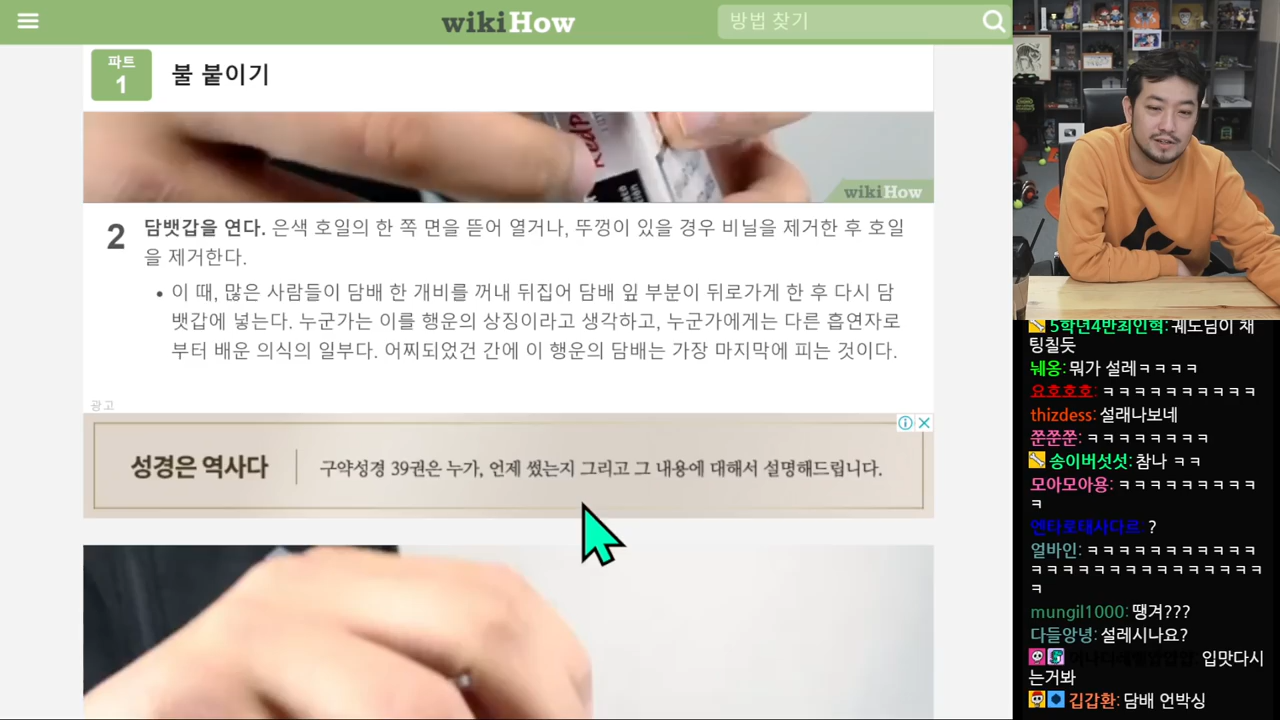 wikiHow
방법 찾기
파트
1
불 붙이기
wikiHow
2
담뱃갑을 연다. 은색 호일의 한 쪽 면을 뜯어 열거나, 뚜껑이 있을 경우 비닐을 제거한 후 호일
을 제거한다.
• 이 때, 많은 사람들이 담배 한 개비를 꺼내 뒤집어 담배 잎 부분이 뒤로가게 한 후 다시 담
뱃갑에 넣는다. 누군가는 이를 행운의 상징이라고 생각하고, 누군가에게는 다른 흡연자로
부터 배운 의식의 일부다. 어찌되었건 간에 이 행운의 담배는 가장 마지막에 피는 것이다.
광고
성경은 역사다
구약성경 39권은 누가, 언제 썼는지 그리고 그 내용에 대해서 설명해드립니다.
5학년4반최인혁: 궤도님이 채
팅칠듯
눼옹: 뭐가 설레ㅋㅋㅋㅋ
요호호호: ㅋㅋㅋㅋㅋㅋㅋㅋㅋㅋ
thizdess: 설래나보네
쭌쭌쭌: ㅋㅋㅋㅋㅋㅋㅋㅋ
송이버섯섯: 참나 ㅋㅋ
모아모아용: ㅋㅋㅋㅋㅋㅋㅋㅋㅋ
ㅋ
엔타로태사다르: ?
얼바인: ㅋㅋㅋㅋㅋㅋㅋㅋㅋㅋㅋ
ㅋㅋㅋㅋㅋㅋㅋㅋㅋㅋㅋㅋㅋㅋㅋ
ㅋ
mungil1000: 땡겨???
다들앙녕: 설레시나요?
입맛다시
는거봐
김갑환: 담배 언박싱